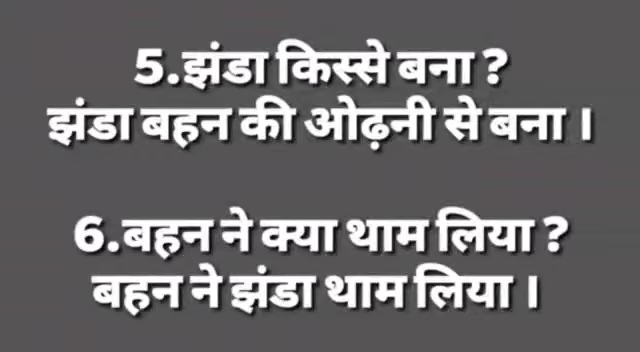 5.झंडा किस्से बना ?
झंडा बहन की ओढ़नी से बना ।
6.बहन ने क्या थाम लिया ?
बहन ने झंडा थाम लिया ।